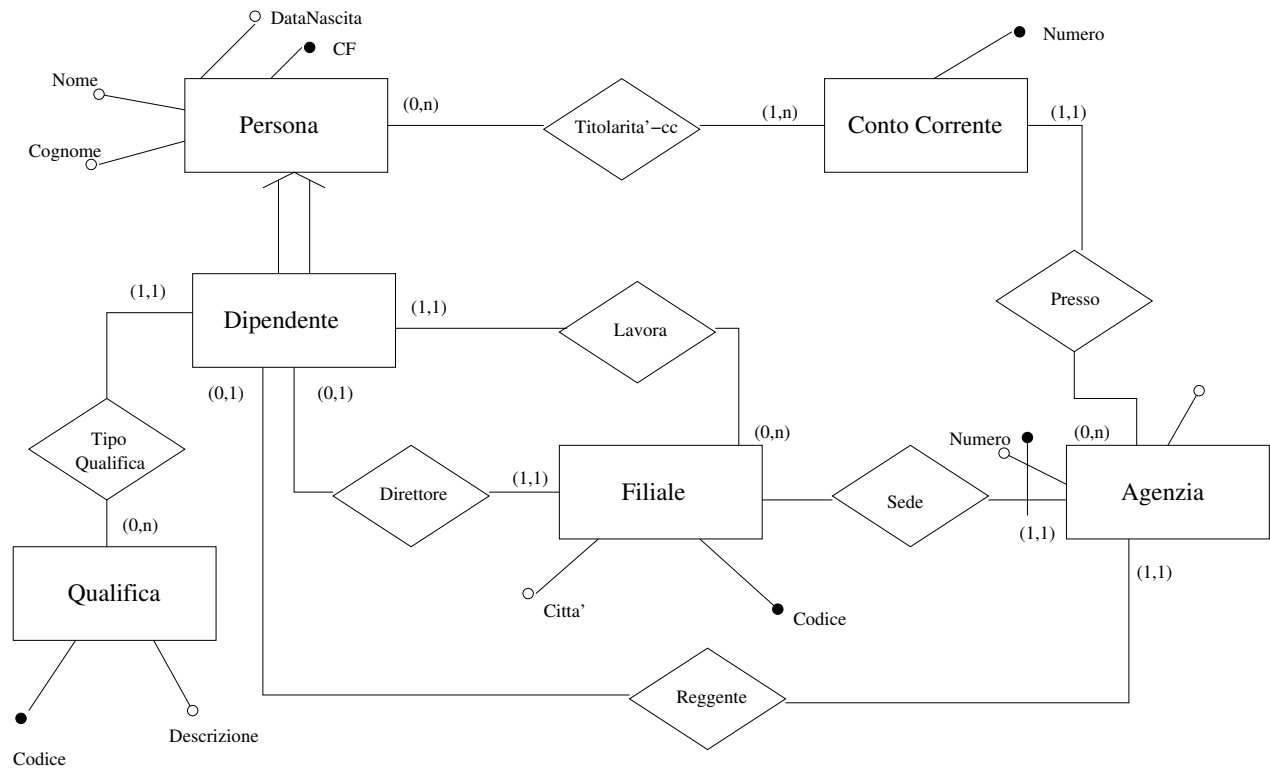 DataNascita
CF
Numero
Nome
(0,n)
(1,n)
(1,1)
Persona
Titolarita'−cc
Conto Corrente
Cognome
(1,1)
(1,1)
Presso
Dipendente
Lavora
(0,1)
(0,1)
(0,n)
Numero
(0,n)
Tipo
Qualifica
(1,1)
Direttore
Filiale
Sede
Agenzia
(0,n)
(1,1)
(1,1)
Qualifica
Citta'
Codice
Reggente
Descrizione
Codice